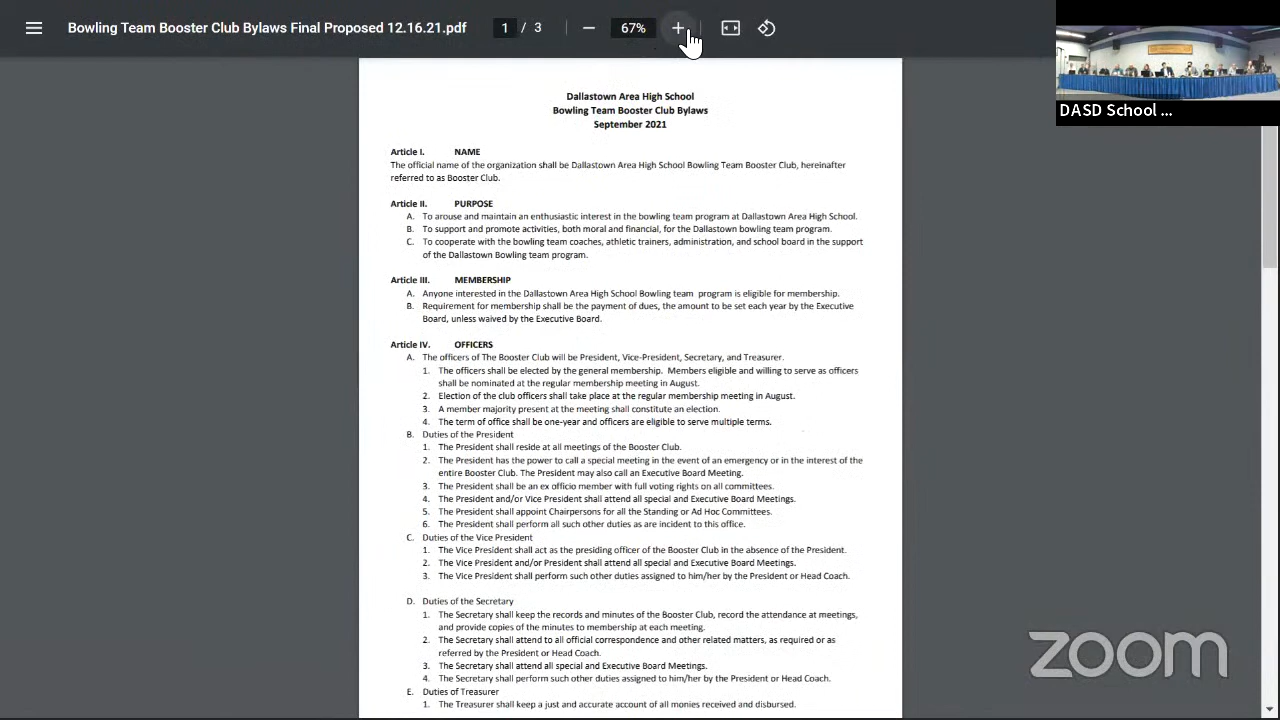 Bowling Team Booster Club Bylaws Final Proposed 12.16.21.pdf
1 / 3
67%
DASD School ...
Dallastown Area High School
Bowling Team Booster Club Bylaws
September 2021
Article I. NAME
The official name of the organization shall be Dallastown Area High School Bowling Team Booster Club, hereinafter
referred to as Booster Club.
Article II. PURPOSE
A. To arouse and maintain an enthusiastic interest in the bowling team program at Dallastown Area High School.
B. To support and promote activities, both moral and financial, for the Dallastown bowling team program.
C. To cooperate with the bowling team coaches, athletic trainers, administration, and school board in the support
of the Dallastown Bowling team program.
Article III. MEMBERSHIP
A. Anyone interested in the Dallastown Area High School Bowling team program is eligible for membership.
B. Requirement for membership shall be the payment of dues, the amount to be set each year by the Executive
Board, unless waived by the Executive Board.
Article IV. OFFICERS
A. The officers of The Booster Club will be President, Vice-President, Secretary, and Treasurer.
1. The officers shall be elected by the general membership. Members eligible and willing to serve as officers
shall be nominated at the regular membership meeting in August.
2. Election of the club officers shall take place at the regular membership meeting in August.
3. A member majority present at the meeting shall constitute an election.
4. The term of office shall be one-year and officers are eligible to serve multiple terms.
B. Duties of the President
1. The President shall reside at all meetings of the Booster Club.
2. The President has the power to call a special meeting in the event of an emergency or in the interest of the
entire Booster Club. The President may also call an Executive Board Meeting.
3. The President shall be an ex officio member with full voting rights on all committees.
4. The President and/or Vice President shall attend all special and Executive Board Meetings.
5. The President shall appoint Chairpersons for all the Standing or Ad Hoc Committees.
6. The President shall perform all such other duties as are incident to this office.
C. Duties of the Vice President
1. The Vice President shall act as the presiding officer of the Booster Club in the absence of the President.
2. The Vice President and/or President shall attend all special and Executive Board Meetings.
3. The Vice President shall perform such other duties assigned to him/her by the President or Head Coach.
D. Duties of the Secretary
1. The Secretary shall keep the records and minutes of the Booster Club, record the attendance at meetings,
and provide copies of the minutes to membership at each meeting.
2. The Secretary shall attend to all official correspondence and other related matters, as required or as
referred by the President or Head Coach.
3. The Secretary shall attend all special and Executive Board Meetings.
4. The Secretary shall perform such other duties assigned to him/her by the President or Head Coach.
E. Duties of Treasurer
1. The Treasurer shall keep a just and accurate account of all monies received and disbursed.
zoom